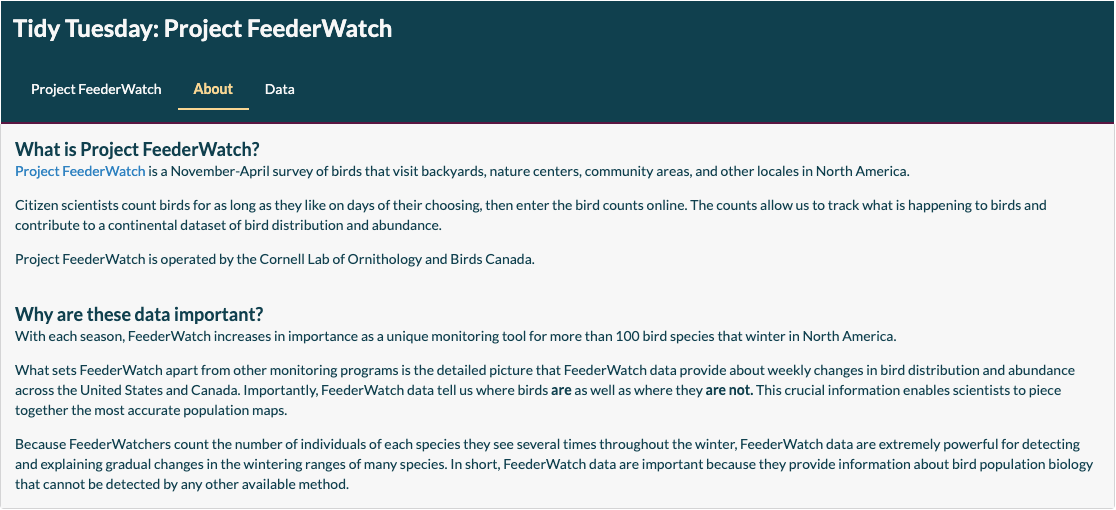 Tidy Tuesday: Project FeederWatch
Project FeederWatch About Data
What is Project FeederWatch?
Project FeederWatch is a November-April survey of birds that visit backyards, nature centers, community areas, and other locales in North America.
Citizen scientists count birds for as long as they like on days of their choosing, then enter the bird counts online. The counts allow us to track what is happening to birds and
contribute to a continental dataset of bird distribution and abundance.
Project FeederWatch is operated by the Cornell Lab of Ornithology and Birds Canada.
Why are these data important?
With each season, FeederWatch increases in importance as a unique monitoring tool for more than 100 bird species that winter in North America.
What sets FeederWatch apart from other monitoring programs is the detailed picture that FeederWatch data provide about weekly changes in bird distribution and abundance
across the United States and Canada. Importantly, FeederWatch data tell us where birds are as well as where they are not. This crucial information enables scientists to piece
together the most accurate population maps.
Because FeederWatchers count the number of individuals of each species they see several times throughout the winter, FeederWatch data are extremely powerful for detecting
and explaining gradual changes in the wintering ranges of many species. In short, FeederWatch data are important because they provide information about bird population biology
that cannot be detected by any other available method.